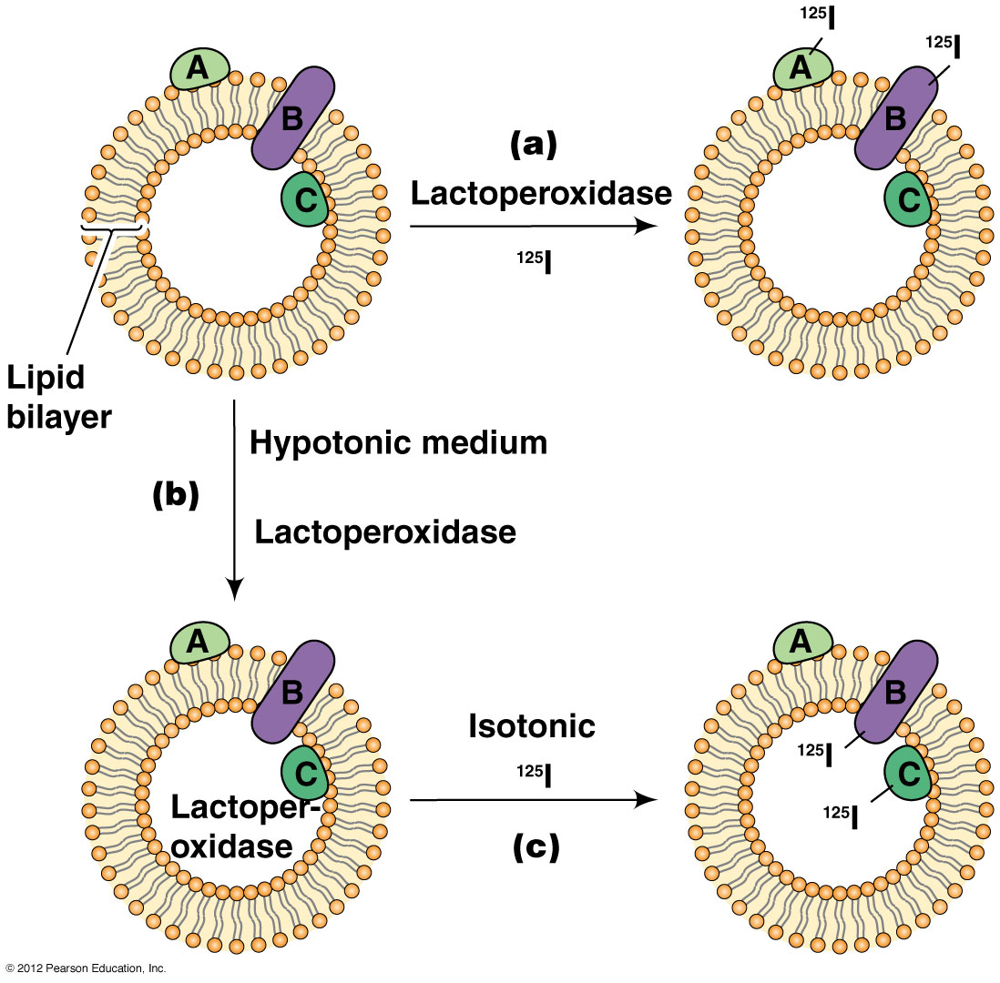 A
B
C
(a)
Lactoperoxidase
125I
125I
125I
A
B
C
Lipid
bilayer
(b)
Hypotonic medium
Lactoperoxidase
A
B
C
Lactoper-
oxidase
Isotonic
125I
(c)
A
B
C
125I
125I
© 2012 Pearson Education, Inc.